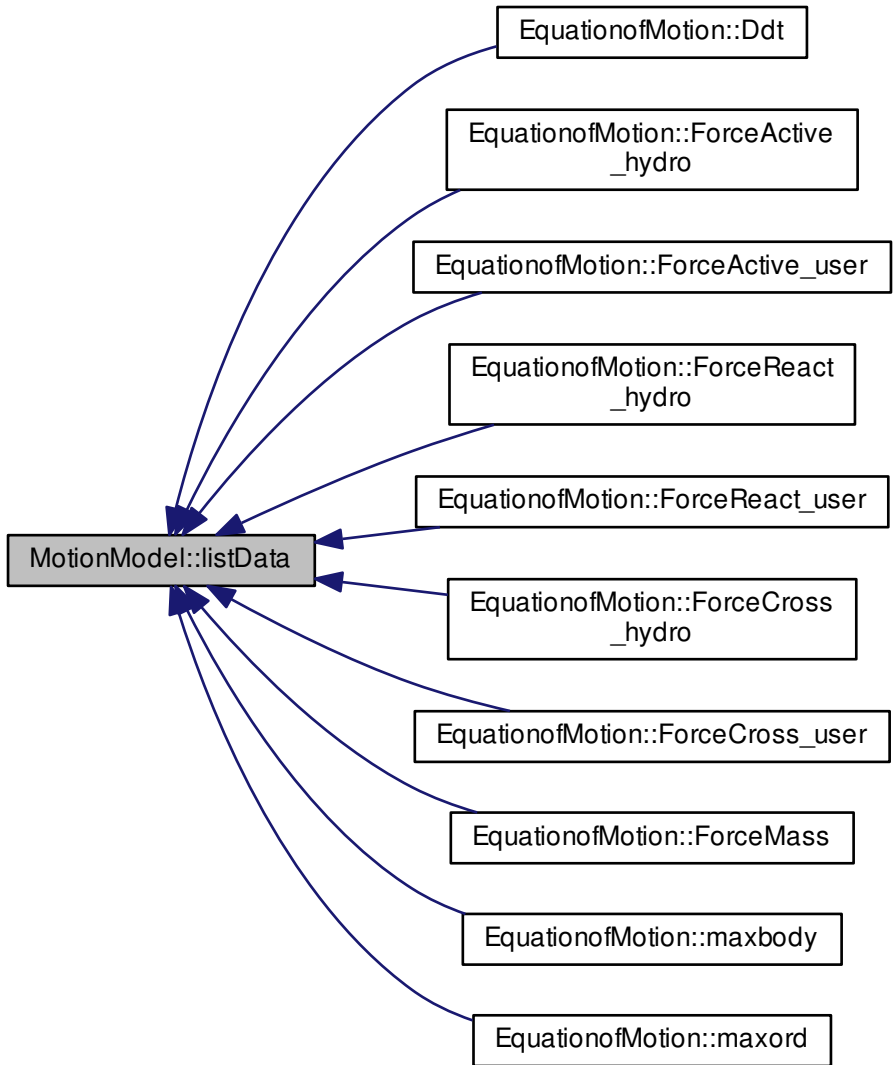 EquationofMotion::Ddt
EquationofMotion::ForceActive
_hydro
EquationofMotion::ForceActive_user
EquationofMotion::ForceReact
_hydro
EquationofMotion::ForceReact_user
MotionModel::listData
EquationofMotion::ForceCross
_hydro
EquationofMotion::ForceCross_user
EquationofMotion::ForceMass
EquationofMotion::maxbody
EquationofMotion::maxord